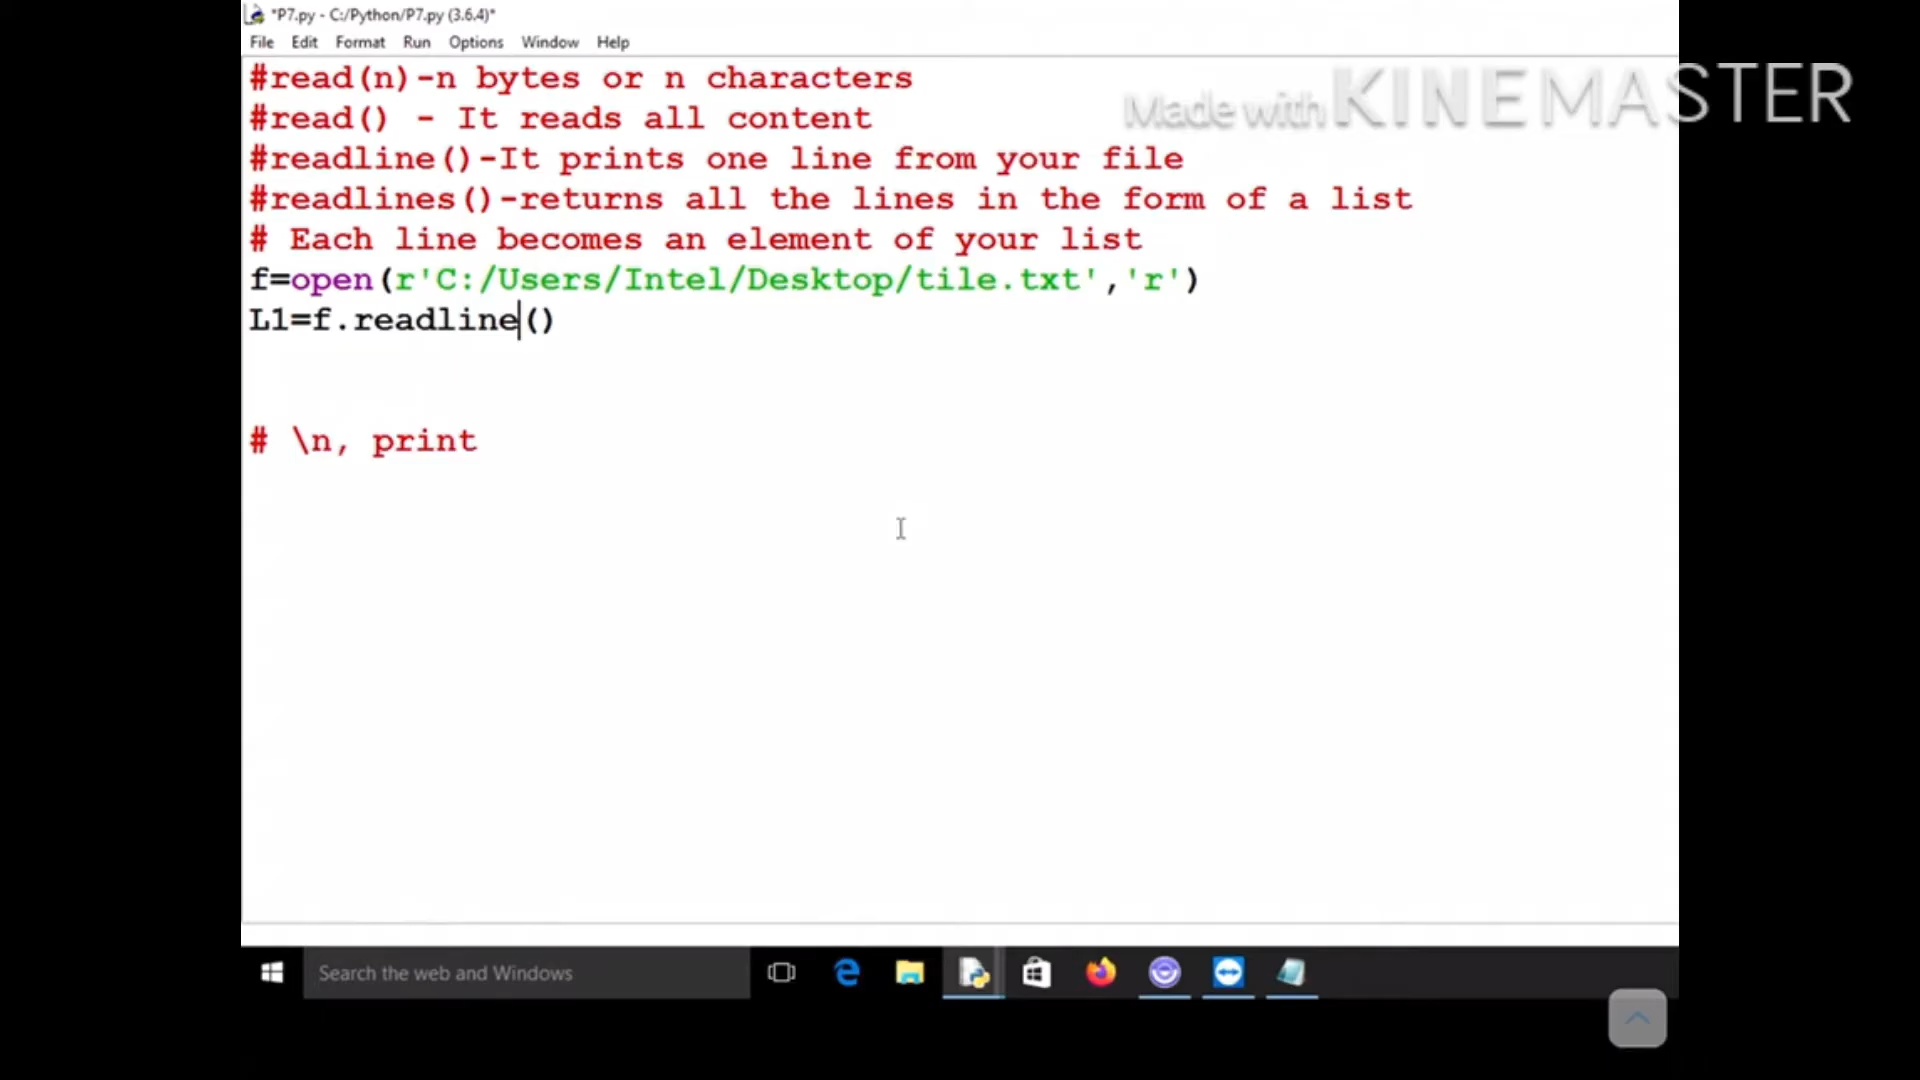 *P7.py - C:/Python/P7.py (3.6.4)*
File Edit Format Run Options Window Help
#read(n)-n bytes or n characters
Made with KINEMASTER
#read() - It reads all content
#readline()-It prints one line from your file
#readlines()-returns all the lines in the form of a list
# Each line becomes an element of your list
f=open(r'C:/Users/Intel/Desktop/tile.txt','r')
L1=f.readline()
# \n, print
Search the web and Windows